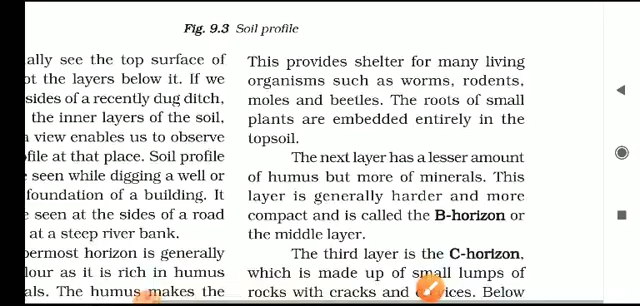 Fig. 9.3 Soil profile
ally see the top surface of
ot the layers below it. If we
sides of a recently dug ditch,
the inner layers of the soil,
view enables us to observe
file at that place. Soil profile
seen while digging a well or
foundation of a building. It
seen at the sides of a road
at a steep river bank.
permost horizon is generally
lour as it is rich in humus
als. The humus makes the
This provides shelter for many living
organisms such as worms, rodents,
moles and beetles. The roots of small
plants are embedded entirely in the
topsoil.
The next layer has a lesser amount
of humus but more of minerals. This
layer is generally harder and more
compact and is called the B-horizon or
the middle layer.
The third layer is the C-horizon,
which is made up of small lumps of
rocks with cracks and Below